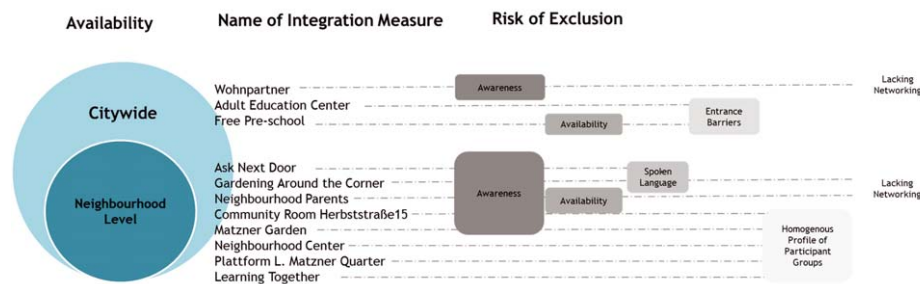 Availability
Name of Integration Measure
Risk of Exclusion
Citywide
Neighbourhood
Level
Wohnpartner
Adult Education Center
Free Pre-school
Awareness
Availability
Entrance
Barriers
Lacking
Networking
Ask Next Door
Gardening Around the Corner
Neighbourhood Parents
Community Room Herbststraße15
Matzner Garden
Neighbourhood Center
Plattform L. Matzner Quarter
Learning Together
Awareness
Spoken
Language
Availability
Lacking
Networking
Homogenous
Profile of
Participant
Groups